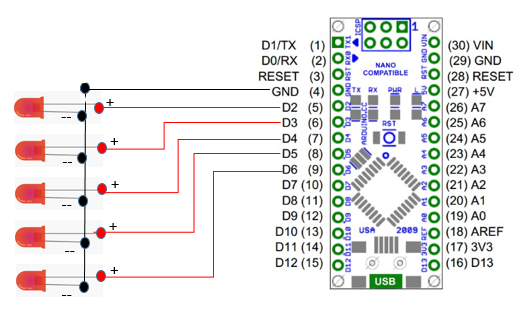 ICSP
1
D1/TX (1)
D0/RX (2)
RESET (3)
GND (4)
D2 (5)
D3 (6)
D4 (7)
D5 (8)
D6 (9)
D7 (10)
D8 (11)
D9 (12)
D10 (13)
D11 (14)
D12 (15)
+
--
+
--
+
--
+
--
+
--
TX1
RX0
RST
GND
D2
D3
D4
D5
D6
D7
D8
D9
D10
D11
D12
NANO
COMPATIBLE
TX RX PWR L
ARDUINO.CC
RST
USA 2009
USB
VIN
GND
RST
5V
A7
A6
A5
A4
A3
A2
A1
A0
REF
3V3
D13
(30) VIN
(29) GND
(28) RESET
(27) +5V
(26) A7
(25) A6
(24) A5
(23) A4
(22) A3
(21) A2
(20) A1
(19) A0
(18) AREF
(17) 3V3
(16) D13